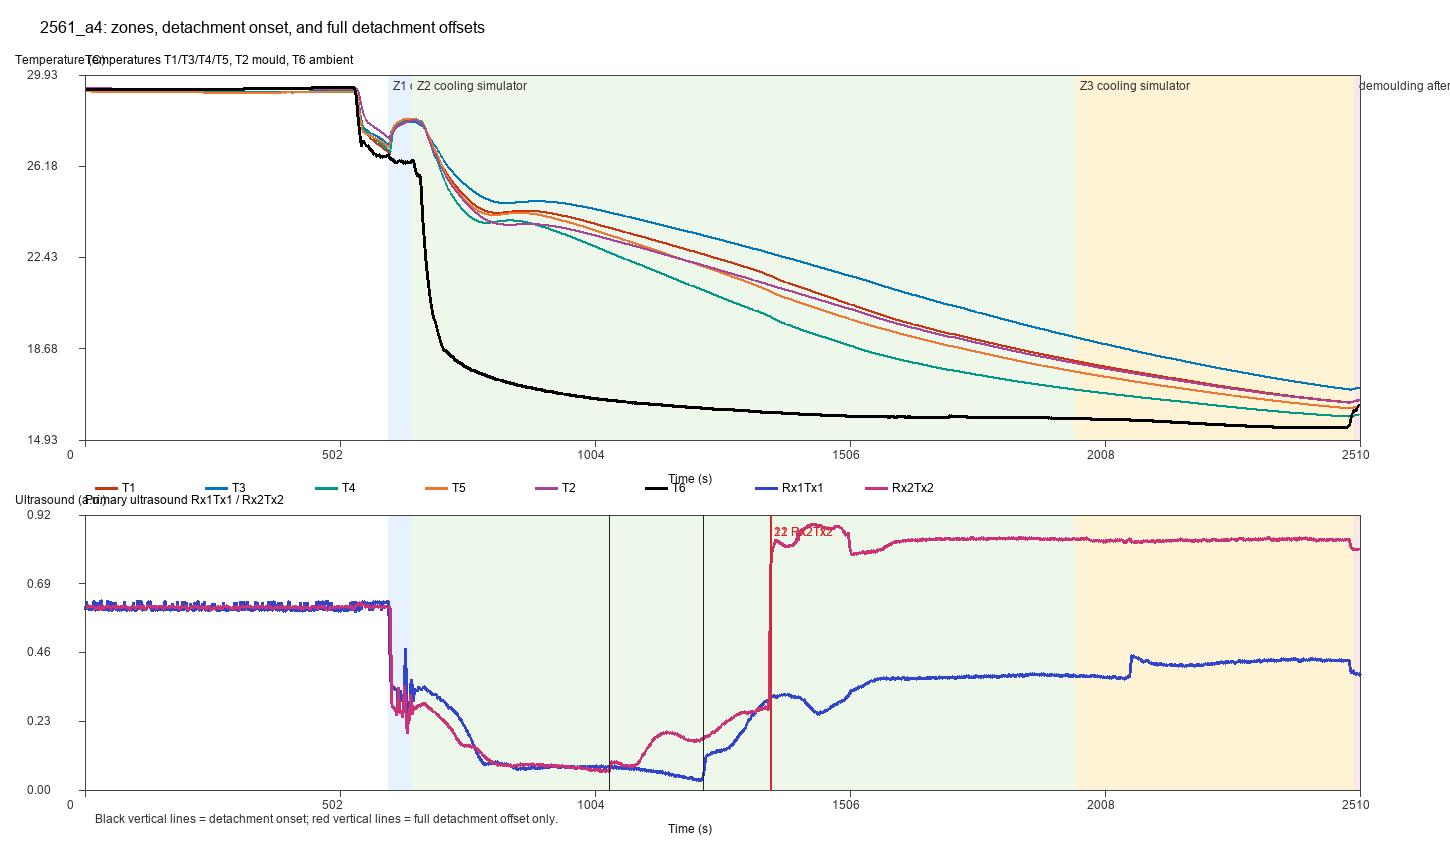 2561_a4: zones, detachment onset, and full detachment offsets
Temperatures T1/T3/T4/T5, T2 mould, T6 ambient
Temperature (C)
29.93
26.18
22.43
18.68
14.93
Z1 c
Z2 cooling simulator
Z3 cooling simulator
demoulding after
0
502
1004
1506
2008
2510
Time (s)
T1
T3
T4
T5
T2
T6
Rx1Tx1
Rx2Tx2
Primary ultrasound Rx1Tx1 / Rx2Tx2
0.92
0.69
0.46
0.23
0.00
Rx2Tx2
0
502
1004
1506
2008
2510
Black vertical lines = detachment onset; red vertical lines = full detachment offset only.
Time (s)